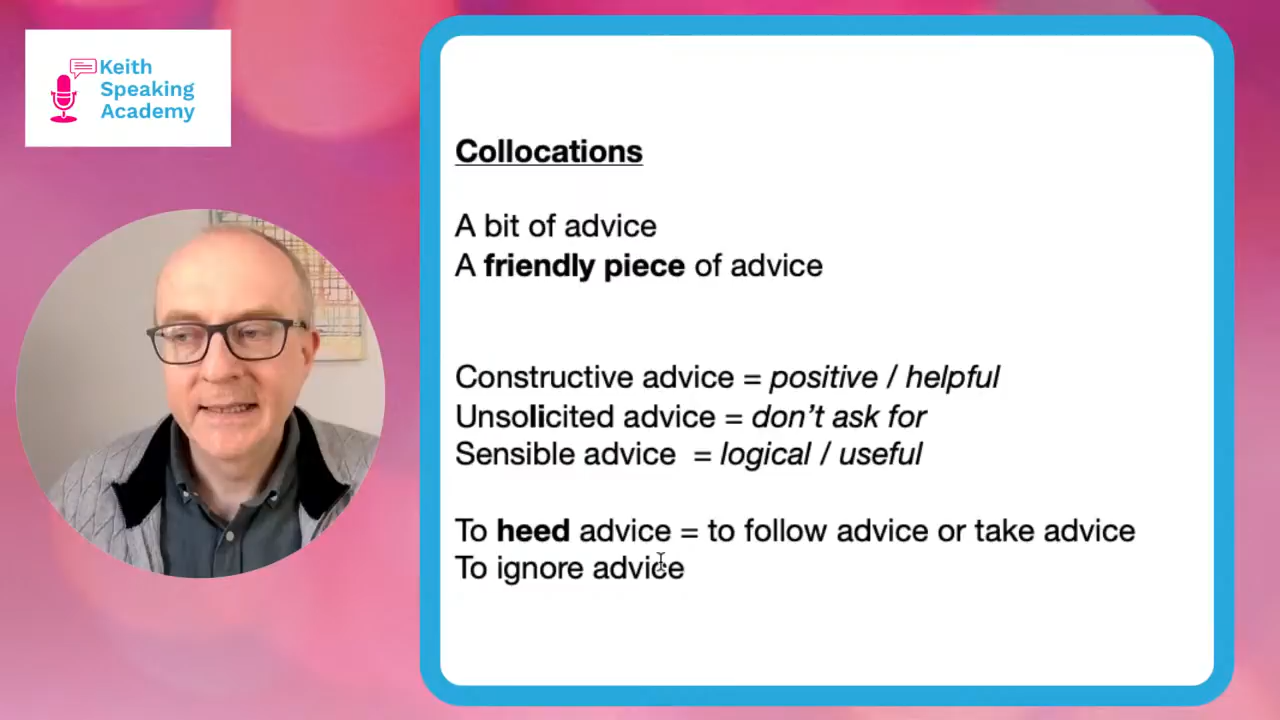 Keith
Speaking
Academy
Collocations
A bit of advice
A friendly piece of advice
Constructive advice = positive / helpful
Unsolicited advice = don’t ask for
Sensible advice = logical / useful
To heed advice = to follow advice or take advice
To ignore advice